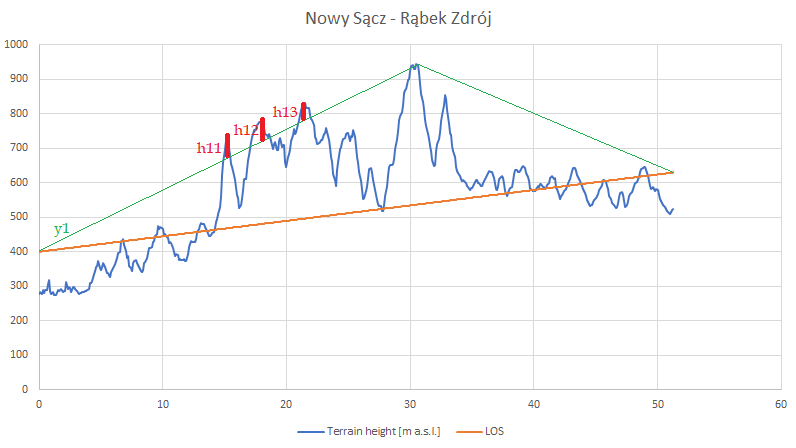 Nowy Sącz - Rąbek Zdrój
1000
900
800
700
600
500
400
300
200
100
0
h11
h12
h13
y1
0 10 20 30 40 50 60
Terrain height [m a.s.l.] LOS